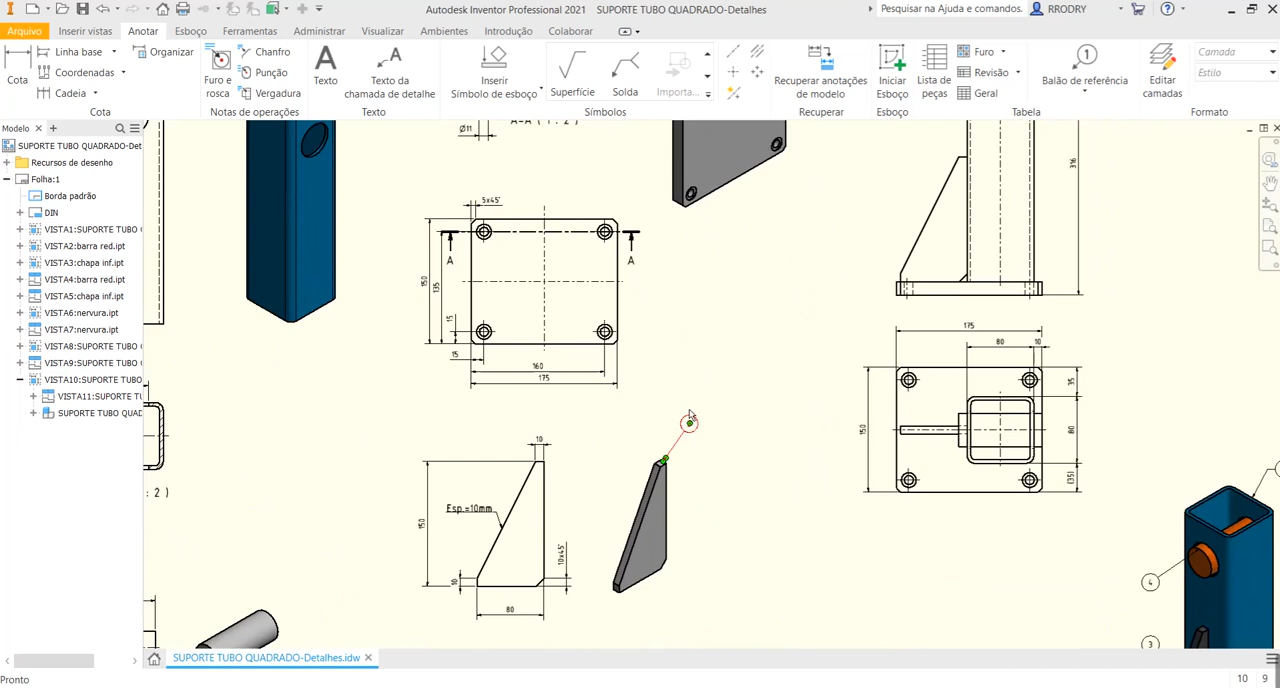 Autodesk Inventor Professional 2021 SUPORTE TUBO QUADRADO-Detalhes
Pesquisar na Ajuda e comandos.
RRODRY
Arquivo Inserir vistas Anotar Esboço Ferramentas Administrar Visualizar Ambientes Introdução Colaborar
Cota
Linha base
Coordenadas
Cadeia
Organizar
Cota
Furo e rosca
Chanfro
Punção
Vergadura
Notas de operações
Texto
Texto da chamada de detalhe
Texto
Inserir Símbolo de esboço
Superfície
Solda
Importa...
Símbolos
Recuperar anotações de modelo
Recuperar
Iniciar Esboço
Esboço
Lista de peças
Furo
Revisão
Geral
Balão de referência
Tabela
Editar camadas
Camada
Estilo
Formato
Modelo
SUPORTE TUBO QUADRADO-Det
Recursos de desenho
Folha:1
Borda padrão
DIN
VISTA1:SUPORTE TUBO
VISTA2:barra red.ipt
VISTA3:chapa inf.ipt
VISTA4:barra red.ipt
VISTA5:chapa inf.ipt
VISTA6:nervura.ipt
VISTA7:nervura.ipt
VISTA8:SUPORTE TUBO
VISTA9:SUPORTE TUBO
VISTA10:SUPORTE TUBO
VISTA11:SUPORTE TU
SUPORTE TUBO QUAD
Ø11
A-A ( 1 : 2 )
5x45°
A A
150
135
15
15
160
175
10
150
Esp.=10mm
10
10x45°
80
: 2 )
316
175
80 10
150
35
80
(35)
4
3
SUPORTE TUBO QUADRADO-Detalhes.idw
Pronto
10 9